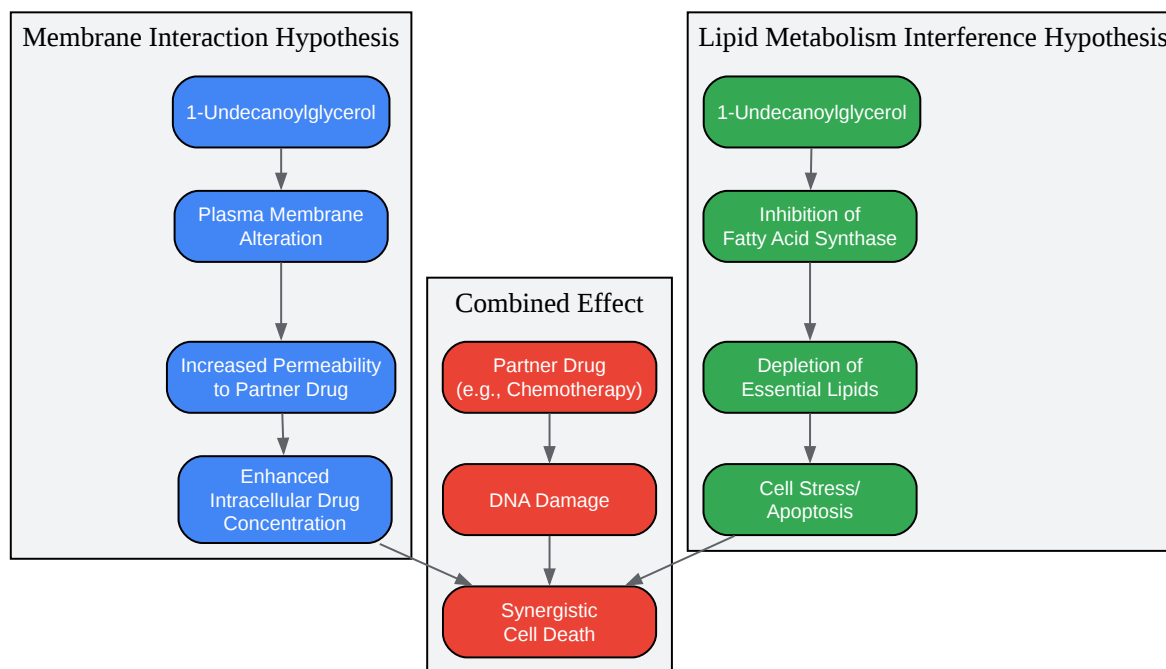 Membrane Interaction Hypothesis
1-Undecanoylglycerol
Plasma Membrane
Alteration
Increased Permeability
to Partner Drug
Enhanced
Intracellular Drug
Concentration
Combined Effect
Partner Drug
(e.g., Chemotherapy)
DNA Damage
Synergistic
Cell Death
Lipid Metabolism Interference Hypothesis
1-Undecanoylglycerol
Inhibition of
Fatty Acid Synthase
Depletion of
Essential Lipids
Cell Stress/
Apoptosis